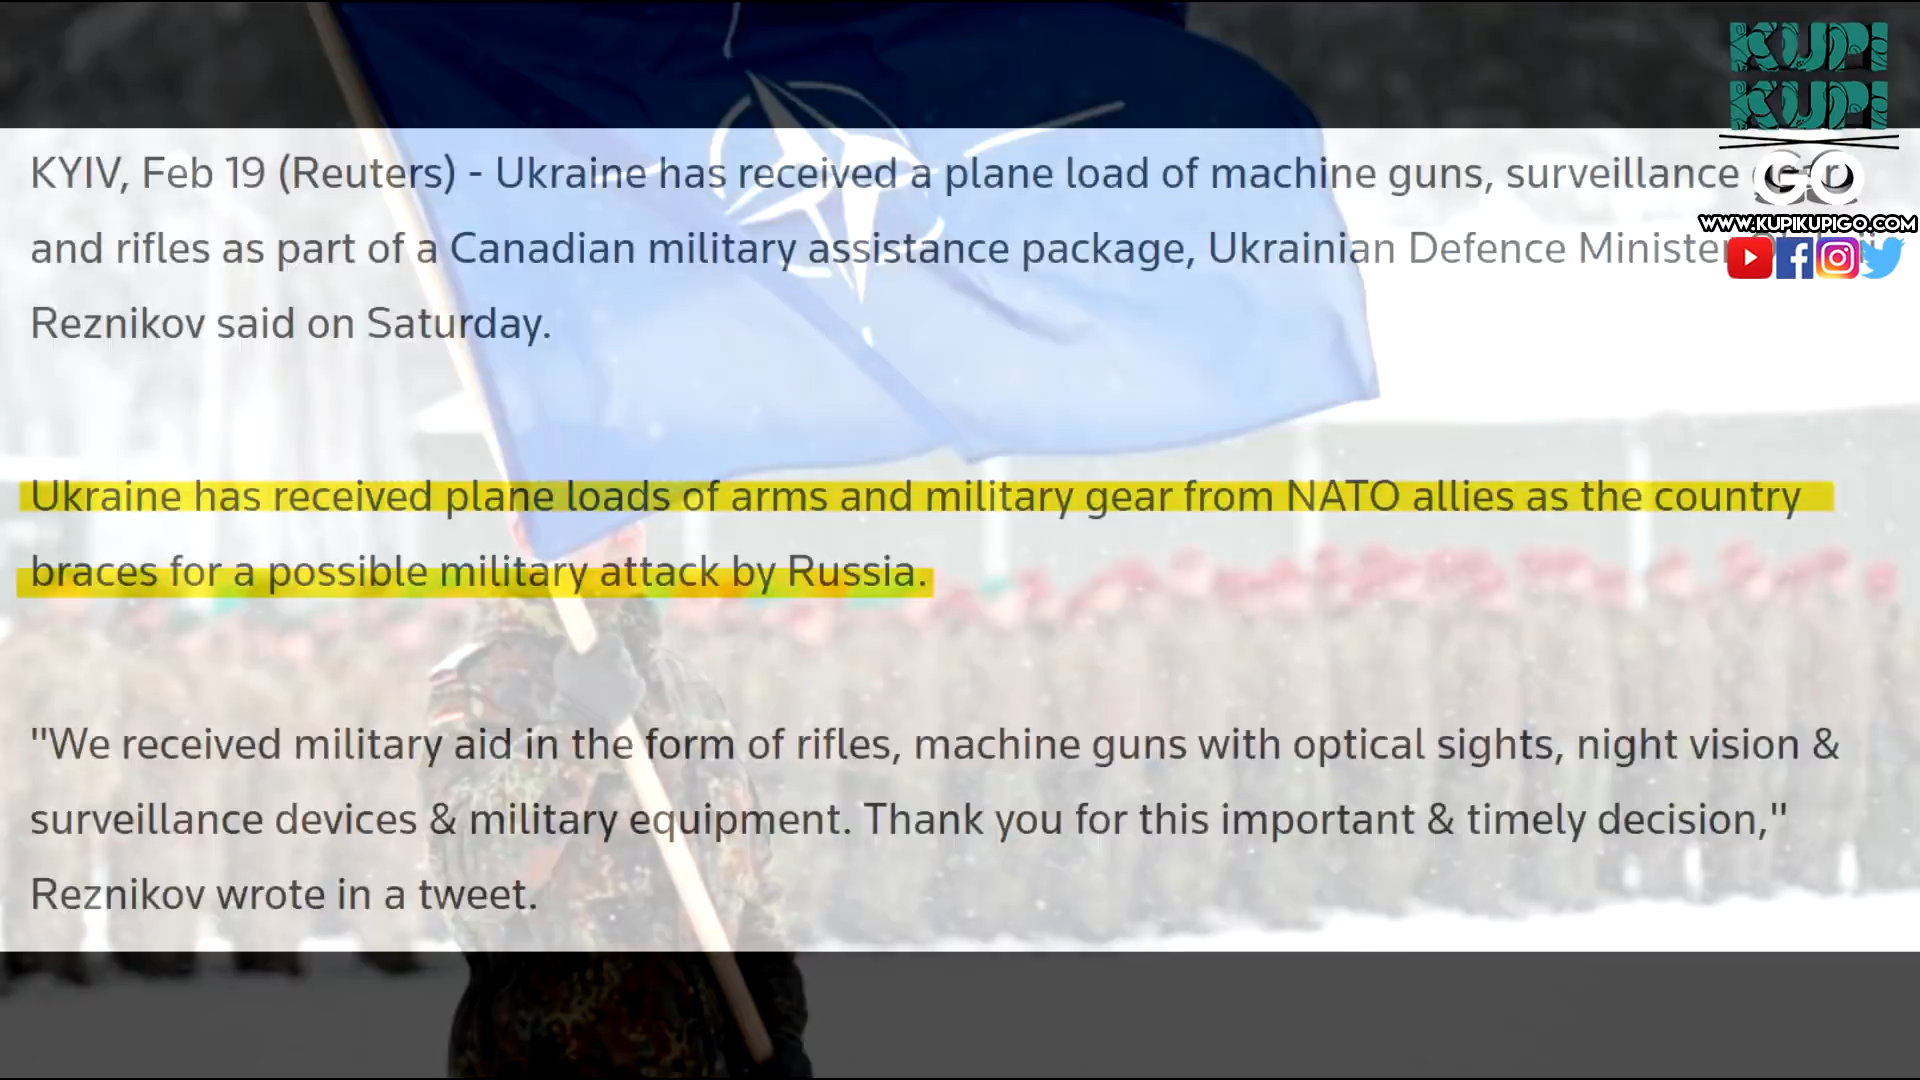 KUPI
KUPI
GO
WWW.KUPIKUPIGO.COM
KYIV, Feb 19 (Reuters) - Ukraine has received a plane load of machine guns, surveillance gear
and rifles as part of a Canadian military assistance package, Ukrainian Defence Minister
Reznikov said on Saturday.
Ukraine has received plane loads of arms and military gear from NATO allies as the country
braces for a possible military attack by Russia.
"We received military aid in the form of rifles, machine guns with optical sights, night vision &
surveillance devices & military equipment. Thank you for this important & timely decision,"
Reznikov wrote in a tweet.